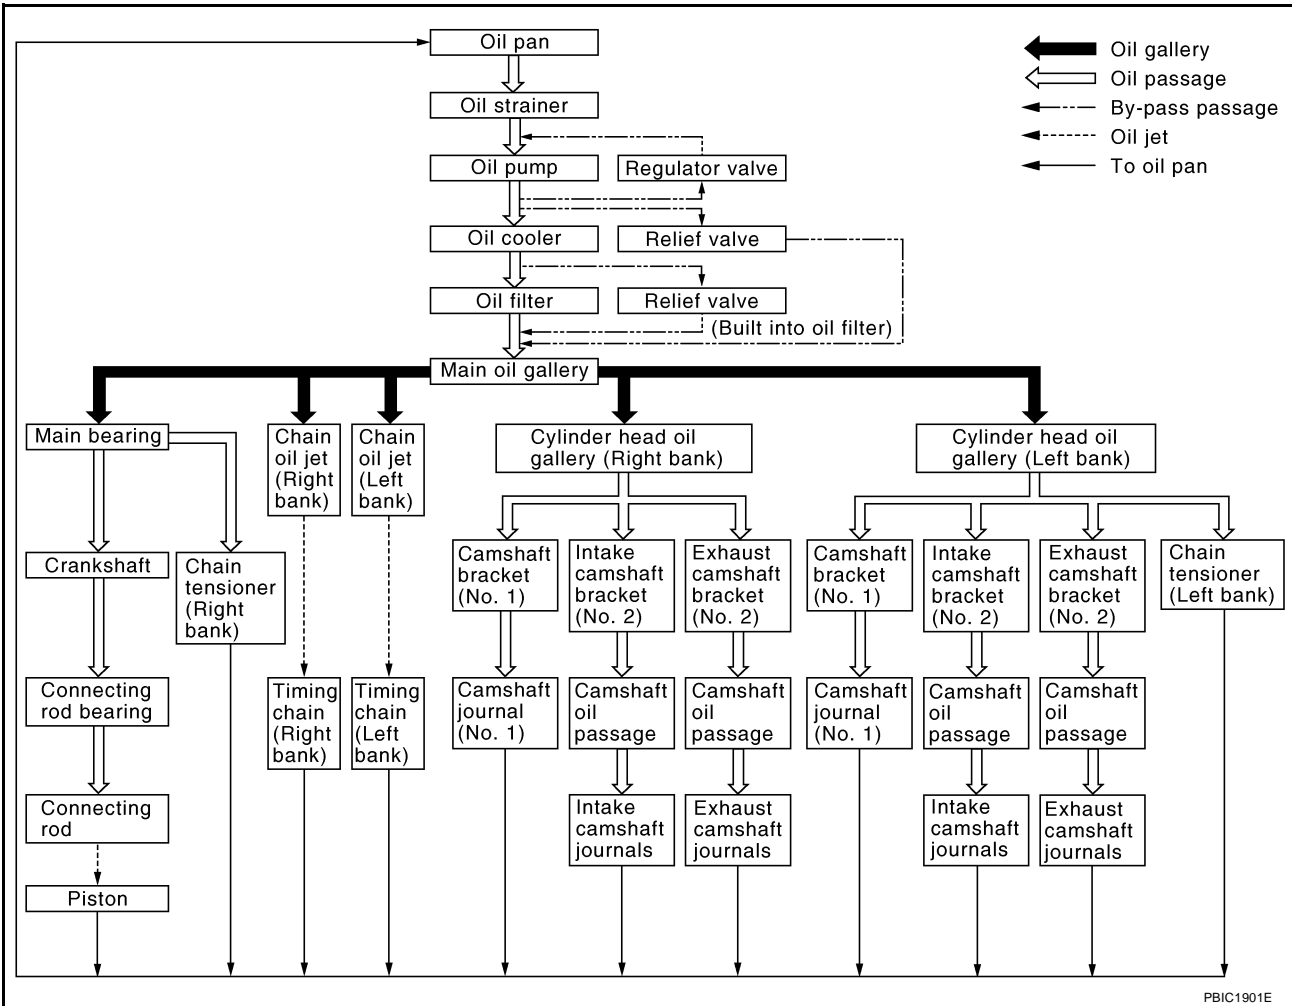 Oil pan
Oil gallery
Oil passage
By-pass passage
Oil jet
To oil pan
Oil strainer
Oil pump
Regulator valve
Oil cooler
Relief valve
Oil filter
Relief valve
(Built into oil filter)
Main oil gallery
Main bearing
Chain
oil jet
(Right
bank)
Chain
oil jet
(Left
bank)
Cylinder head oil
gallery (Right bank)
Cylinder head oil
gallery (Left bank)
Crankshaft
Chain
tensioner
(Right
bank)
Camshaft
bracket
(No. 1)
Intake
camshaft
bracket
(No. 2)
Exhaust
camshaft
bracket
(No. 2)
Camshaft
bracket
(No. 1)
Intake
camshaft
bracket
(No. 2)
Exhaust
camshaft
bracket
(No. 2)
Chain
tensioner
(Left bank)
Connecting
rod bearing
Timing
chain
(Right
bank)
Timing
chain
(Left
bank)
Camshaft
journal
(No. 1)
Camshaft
oil
passage
Camshaft
oil
passage
Camshaft
journal
(No. 1)
Camshaft
oil
passage
Camshaft
oil
passage
Connecting
rod
Intake
camshaft
journals
Exhaust
camshaft
journals
Intake
camshaft
journals
Exhaust
camshaft
journals
Piston
PBIC1901E